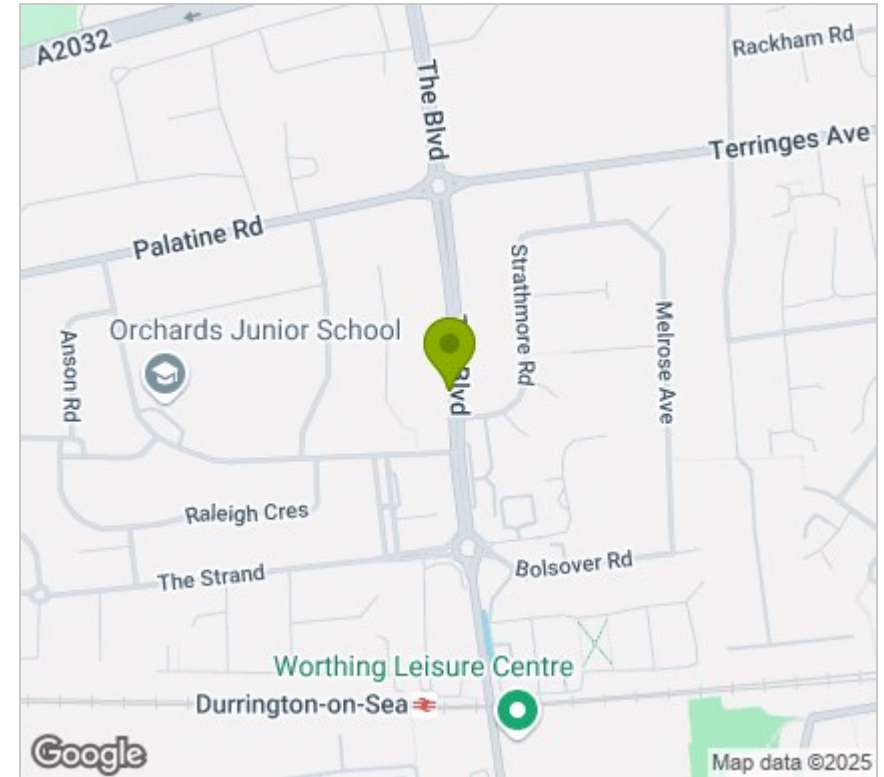 A2032
The Blvd
Rackham Rd
Terringes Ave
Palatine Rd
Strathmore Rd
Orchards Junior School
Anson Rd
Melrose Ave
Blvd
Raleigh Cres
The Strand
Bolsover Rd
Worthing Leisure Centre
Durrington-on-Sea
Google
Map data ©2025